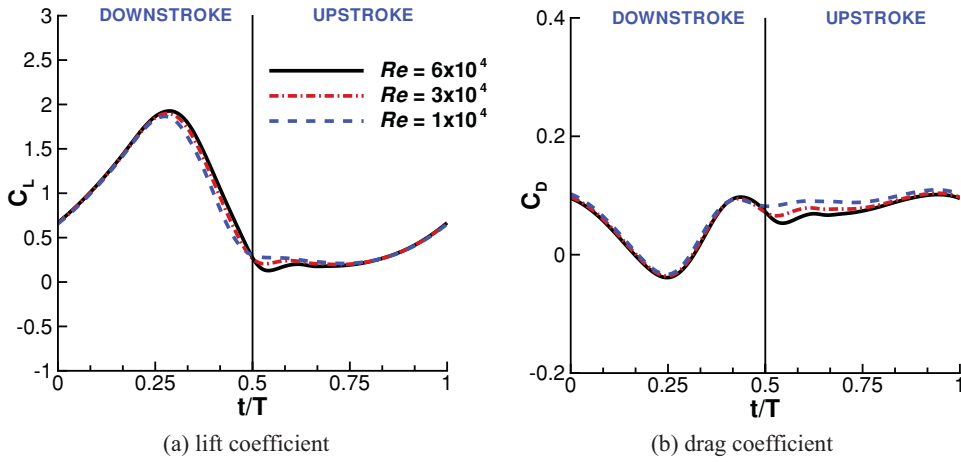 DOWNSTROKE UPSTROKE
3
2.5
2
1.5
1
0.5
0
-0.5
-1
C_L
Re = 6x10^4
Re = 3x10^4
Re = 1x10^4
0 0.25 0.5 0.75 1
t/T
(a) lift coefficient
DOWNSTROKE UPSTROKE
0.4
0.2
0
-0.2
C_D
0 0.25 0.5 0.75 1
t/T
(b) drag coefficient